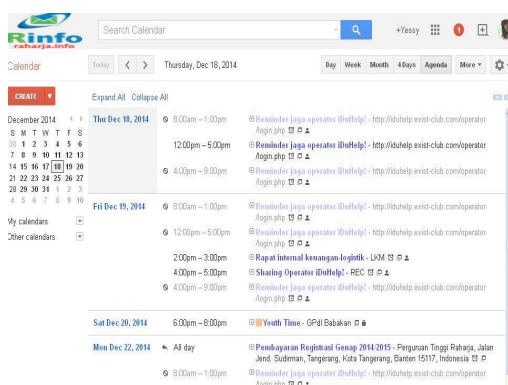 Rinfo
raharja.info
Search Calendar
+Yessy
1
Calendar
Today
Thursday, Dec 18, 2014
Day Week Month 4 Days Agenda More
CREATE
Expand All Collapse All
December 2014
S M T W T F S
30 1 2 3 4 5 6
7 8 9 10 11 12 13
14 15 16 17 18 19 20
21 22 23 24 25 26 27
28 29 30 31 1 2 3
4 5 6 7 8 9 10
My calendars
Other calendars
Thu Dec 18, 2014
8:00am – 1:00pm
Reminder jaga operator iDuHelp! - http://iduhelp.exist-club.com/operator
/login.php
12:00pm – 5:00pm
Reminder jaga operator iDuHelp! - http://iduhelp.exist-club.com/operator
/login.php
4:00pm – 9:00pm
Reminder jaga operator iDuHelp! - http://iduhelp.exist-club.com/operator
/login.php
Fri Dec 19, 2014
8:00am – 1:00pm
Reminder jaga operator iDuHelp! - http://iduhelp.exist-club.com/operator
/login.php
12:00pm – 5:00pm
Reminder jaga operator iDuHelp! - http://iduhelp.exist-club.com/operator
/login.php
2:00pm – 3:00pm
Rapat internal keuangan-logistik - LKM
4:00pm – 5:00pm
Sharing Operator iDuHelp! - REC
4:00pm – 9:00pm
Reminder jaga operator iDuHelp! - http://iduhelp.exist-club.com/operator
/login.php
Sat Dec 20, 2014
6:00pm – 8:00pm
Youth Time - GPdI Babakan
Mon Dec 22, 2014
All day
Pembayaran Registrasi Genap 2014/2015 - Perguruan Tinggi Raharja, Jalan
Jend. Sudirman, Tangerang, Kota Tangerang, Banten 15117, Indonesia
8:00am – 1:00pm
Reminder jaga operator iDuHelp! - http://iduhelp.exist-club.com/operator
/login.php